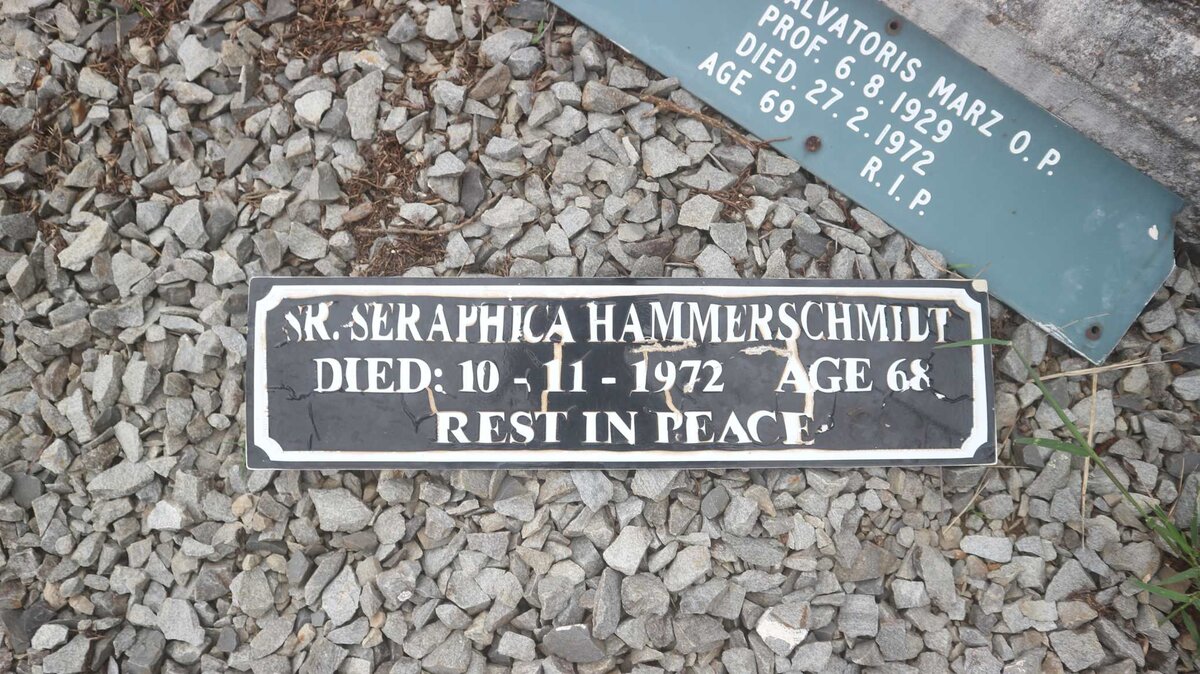 ALVATORIS MARZ O.P.
PROF. 6.8.1929
DIED. 27.2.1972
AGE 69
R.I.P.
SR. SERAPHICA HAMMERSCHMIDT
DIED: 10 - 11 - 1972 AGE 68
REST IN PEACE